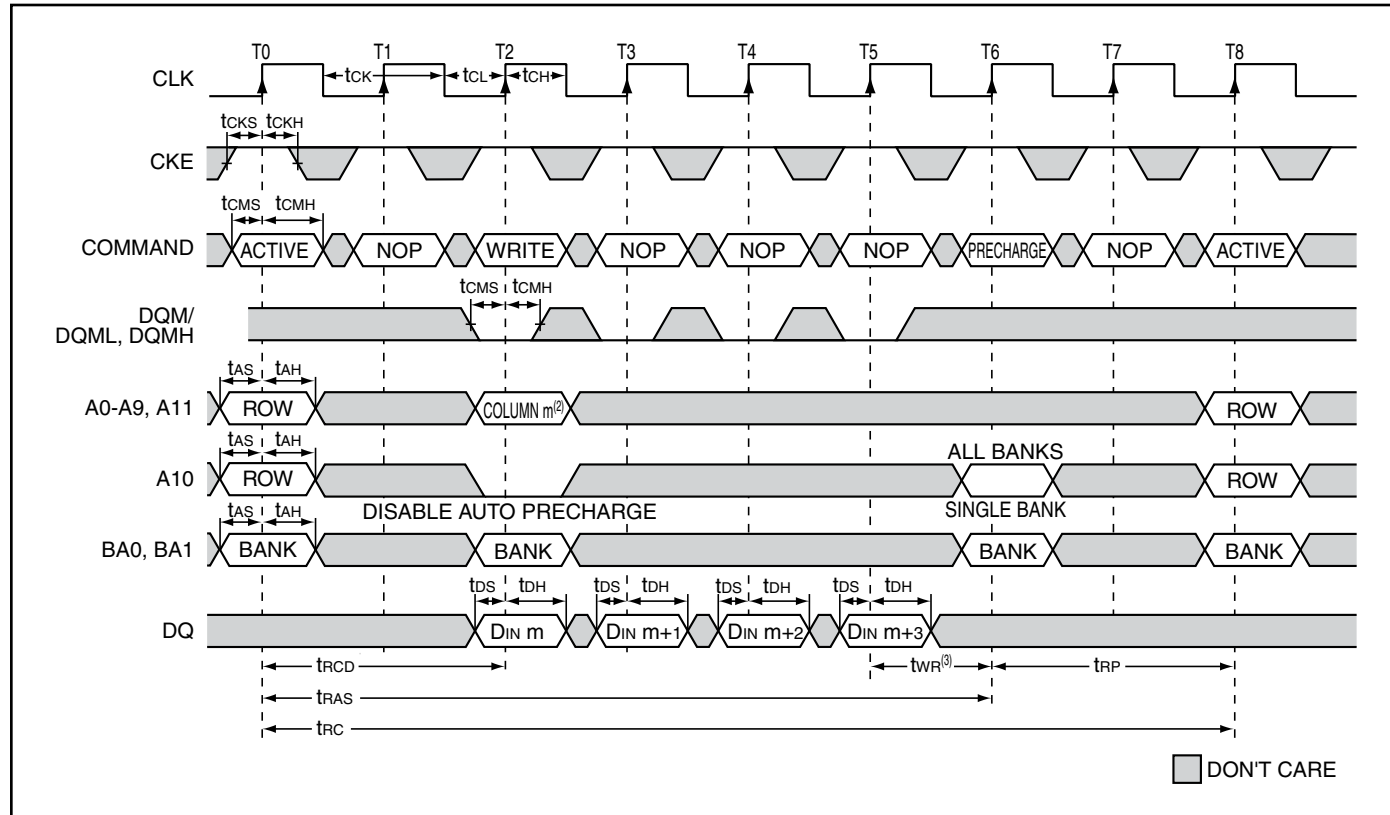 T0 T1 T2 T3 T4 T5 T6 T7 T8
CLK tCK tCL tCH
tCKS tCKH
CKE
tCMS tCMH
COMMAND ACTIVE NOP WRITE NOP NOP NOP PRECHARGE NOP ACTIVE
tCMS tCMH
DQM/
DQML, DQMH
tAS tAH
A0-A9, A11 ROW COLUMN m(2) ROW
tAS tAH ALL BANKS
A10 ROW ROW
tAS tAH DISABLE AUTO PRECHARGE SINGLE BANK
BA0, BA1 BANK BANK BANK BANK
tDS tDH tDS tDH tDS tDH tDS tDH
DQ DIN m DIN m+1 DIN m+2 DIN m+3
tRCD tWR(3) tRP
tRAS
tRC
DON'T CARE